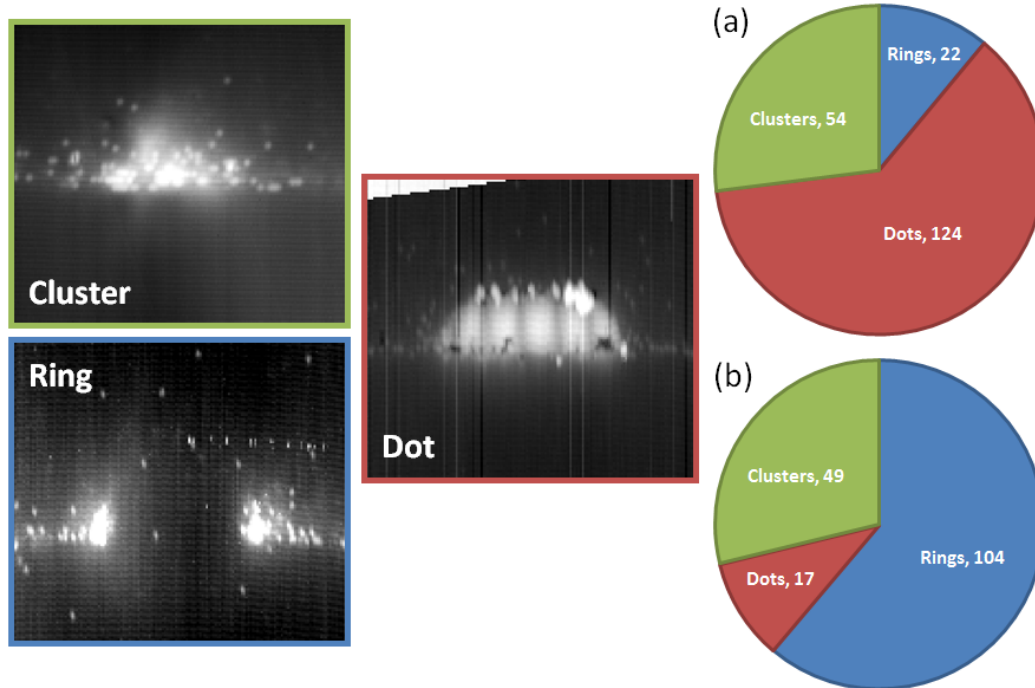 Cluster
Ring
Dot
(a)
Rings, 22
Clusters, 54
Dots, 124
(b)
Clusters, 49
Dots, 17
Rings, 104